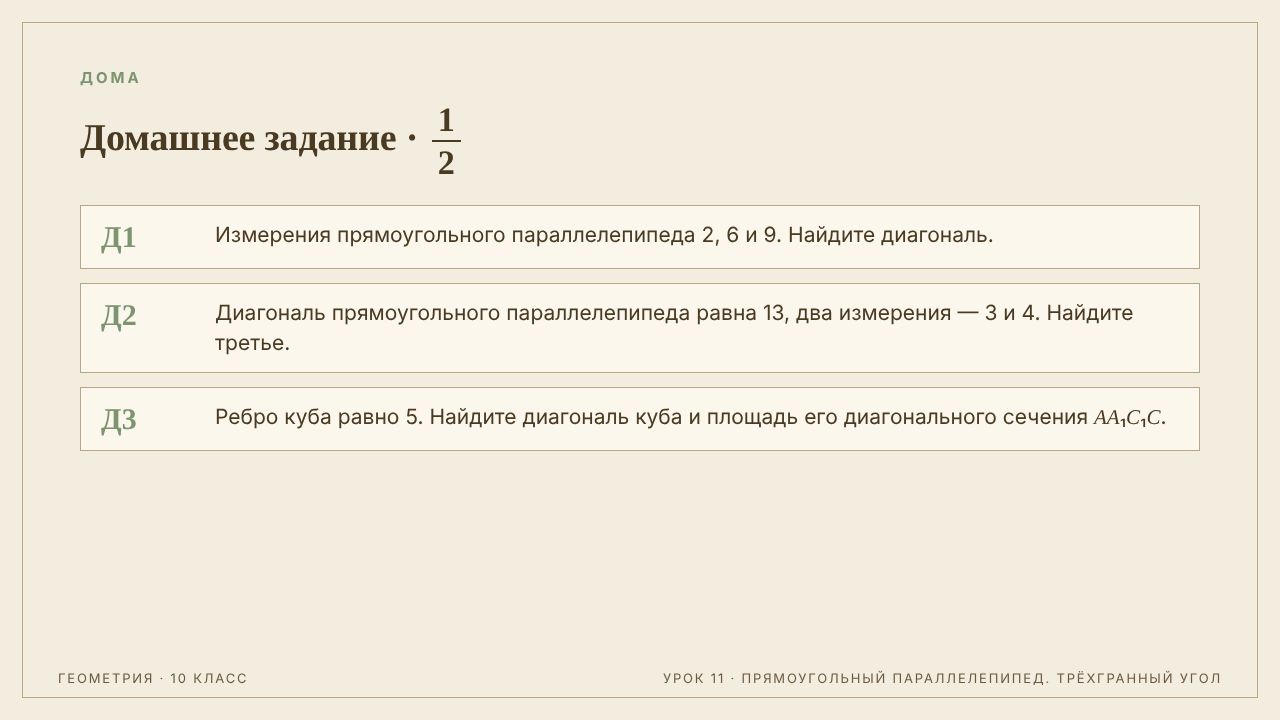 ДОМА
Домашнее задание · 1/2
Д1 Измерения прямоугольного параллелепипеда 2, 6 и 9. Найдите диагональ.
Д2 Диагональ прямоугольного параллелепипеда равна 13, два измерения — 3 и 4. Найдите
третье.
Д3 Ребро куба равно 5. Найдите диагональ куба и площадь его диагонального сечения AA₁C₁C.
ГЕОМЕТРИЯ · 10 КЛАСС
УРОК 11 · ПРЯМОУГОЛЬНЫЙ ПАРАЛЛЕЛЕПИПЕД. ТРЁХГРАННЫЙ УГОЛ